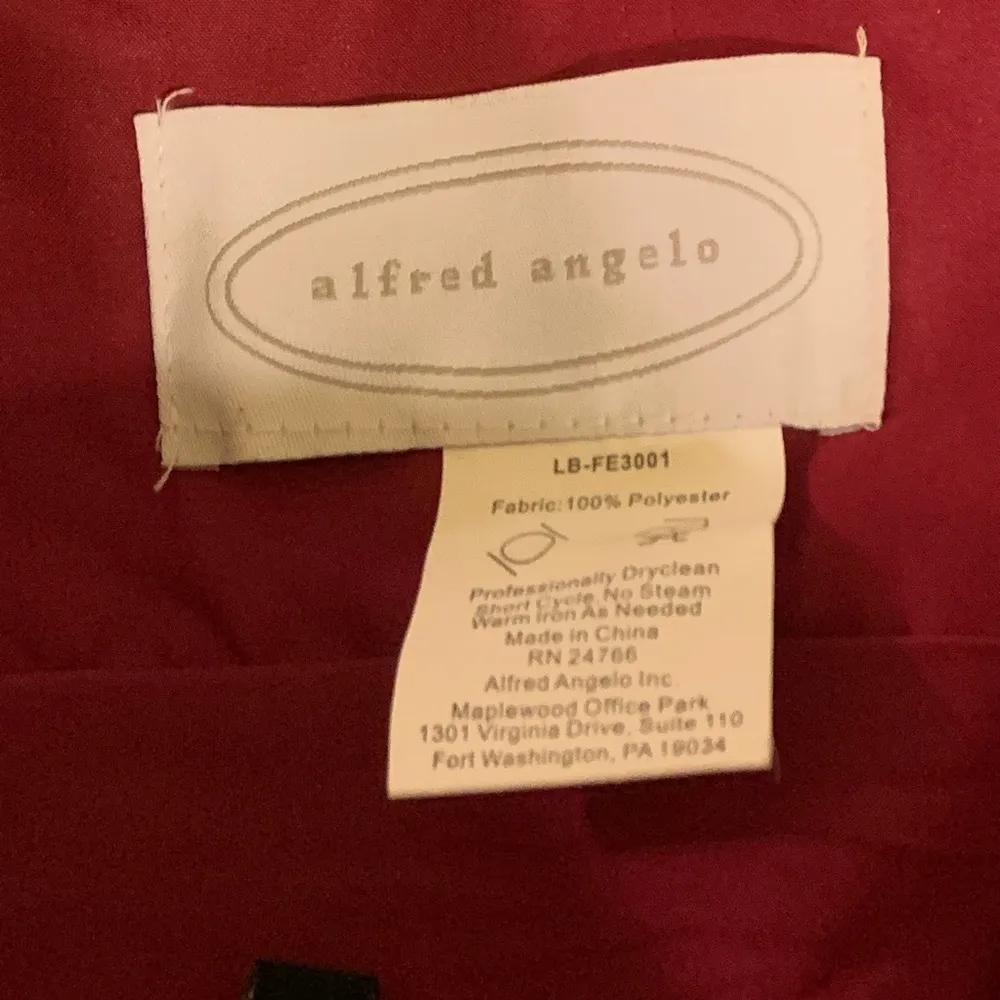 alfred angelo
LB-FE3001
Fabric:100% Polyester
Professionally Dryclean
Short Cycle, No Steam
Warm Iron As Needed
Made in China
RN 24766
Alfred Angelo Inc.
Maplewood Office Park
1301 Virginia Drive, Suite 110
Fort Washington, PA 19034